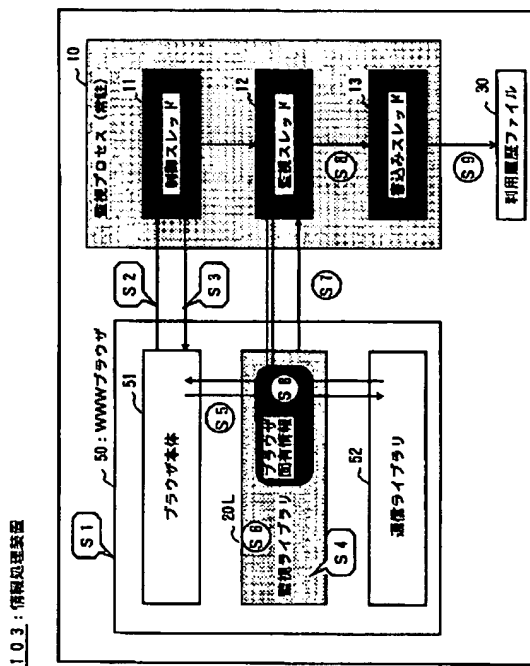 103：情報処理装置
S1
50：WWWブラウザ
51
ブラウザ本体
S2
S3
監視プロセス（常駐）
10
11
制御スレッド
S5
20L
S6
監視ライブラリ
ブラウザ
固有情報
S6
S4
S7
12
監視スレッド
S8
13
書込みスレッド
52
通信ライブラリ
S9
30
利用履歴ファイル